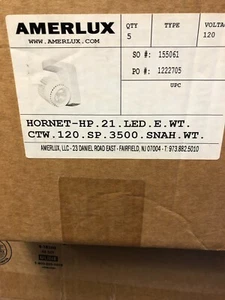 AMERLUX
WWW.AMERLUX.COM
QTY TYPE VOLTA
5 120
SO #: 155061
PO #: 1222705
UPC
HORNET-HP.21.LED.E.WT.
CTW.120.SP.3500.SNAH.WT.
AMERLUX, LLC - 23 DANIEL ROAD EAST - FAIRFIELD, NJ 07004 - T: 973.882.5010